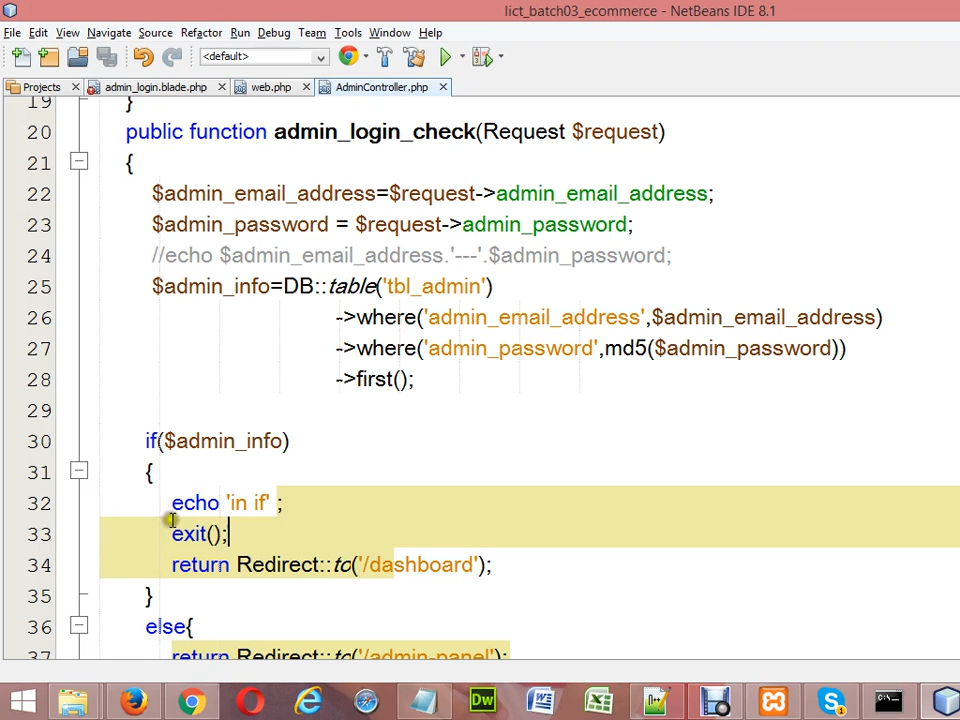 lict_batch03_ecommerce - NetBeans IDE 8.1
File Edit View Navigate Source Refactor Run Debug Team Tools Window Help
<default>
Projects admin_login.blade.php web.php AdminController.php
19 }
20 public function admin_login_check(Request $request)
21 {
22 $admin_email_address=$request->admin_email_address;
23 $admin_password = $request->admin_password;
24 //echo $admin_email_address.'---'.$admin_password;
25 $admin_info=DB::table('tbl_admin')
26 ->where('admin_email_address',$admin_email_address)
27 ->where('admin_password',md5($admin_password))
28 ->first();
29
30 if($admin_info)
31 {
32 echo 'in if' ;
33 exit();
34 return Redirect::to('/dashboard');
35 }
36 else{
37 return Redirect::to('/admin-panel');